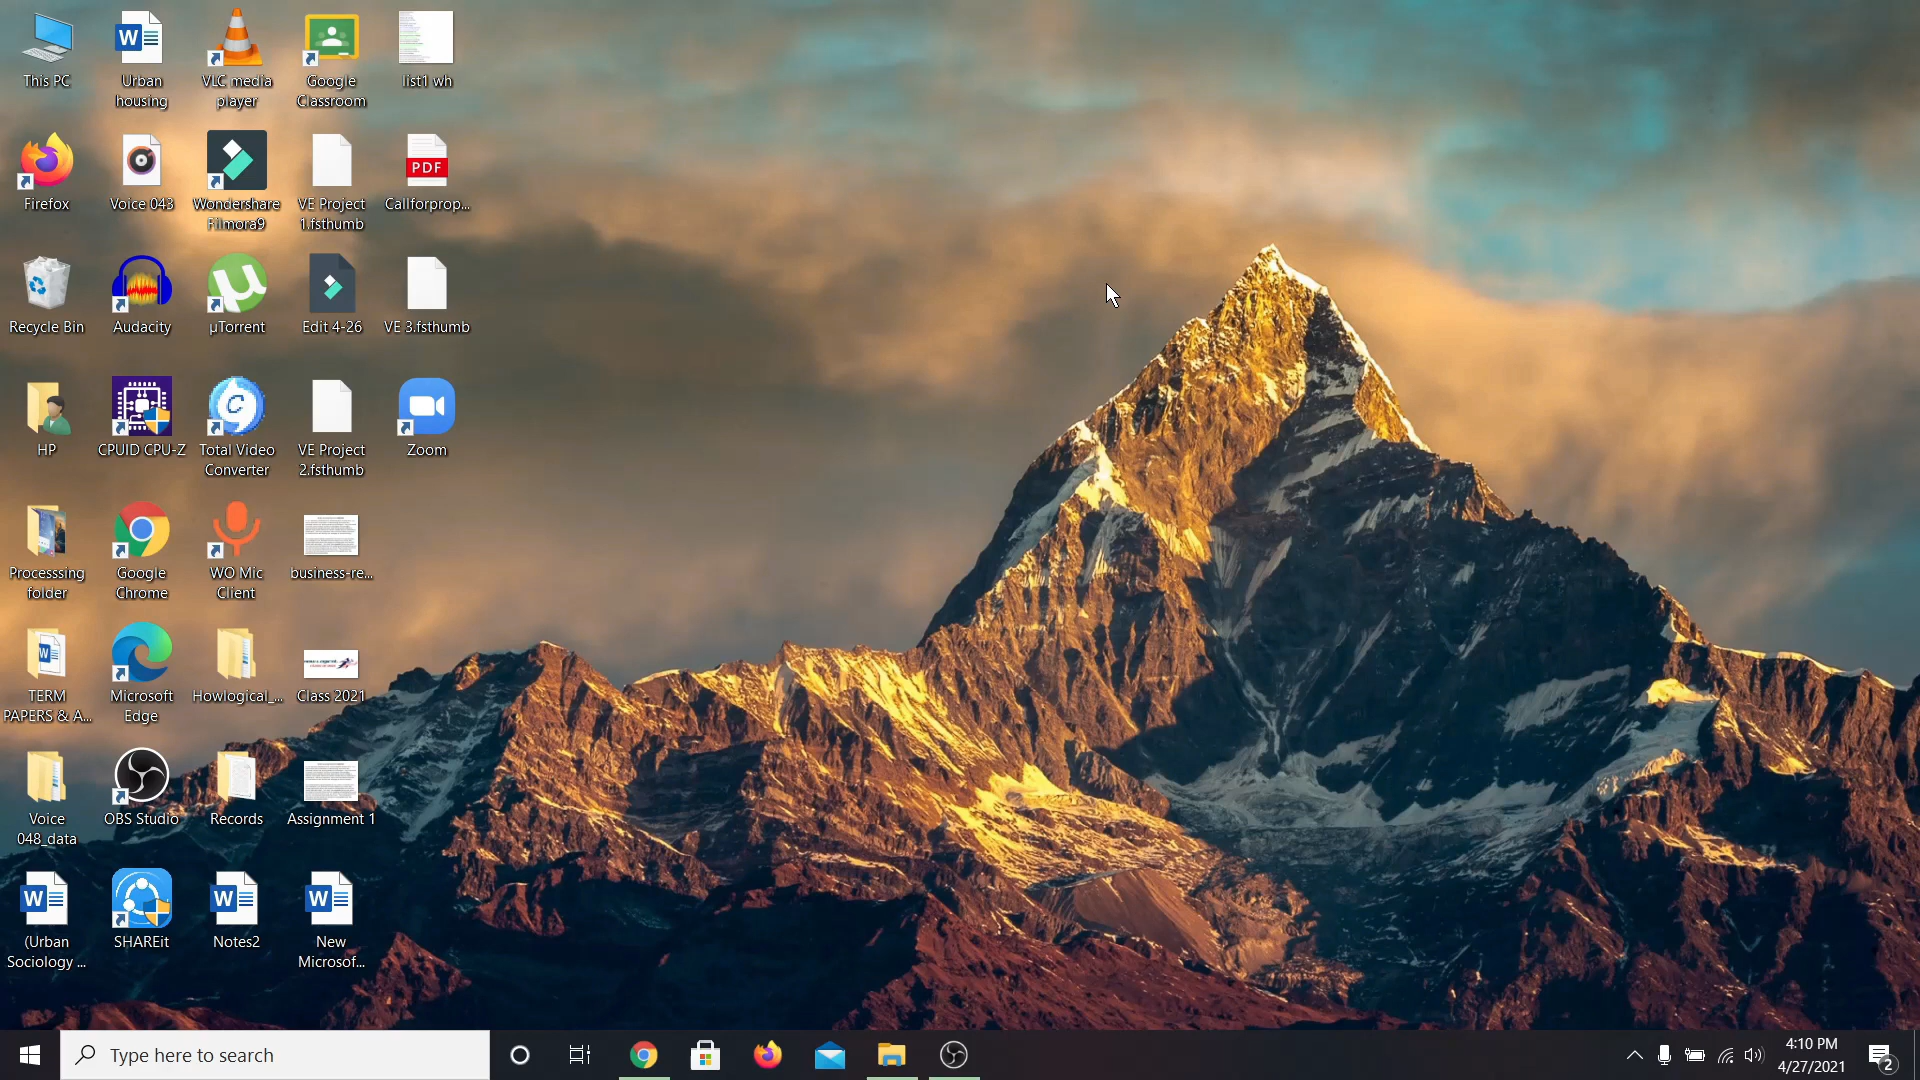 This PC
Urban
housing
VLC media
player
Google
Classroom
list1 wh
Firefox
Voice 043
Wondershare
Filmora9
VE Project
1.fsthumb
PDF
Callforprop...
Recycle Bin
Audacity
µTorrent
Edit 4-26
VE 3.fsthumb
HP
CPUID CPU-Z
Total Video
Converter
VE Project
2.fsthumb
Zoom
Processsing
folder
Google
Chrome
WO Mic
Client
business-re...
TERM
PAPERS & A...
Microsoft
Edge
Howlogical_...
Class 2021
Voice
048_data
OBS Studio
Records
Assignment 1
(Urban
Sociology ...
SHAREit
Notes2
New
Microsof...
Type here to search
4:10 PM
4/27/2021
2